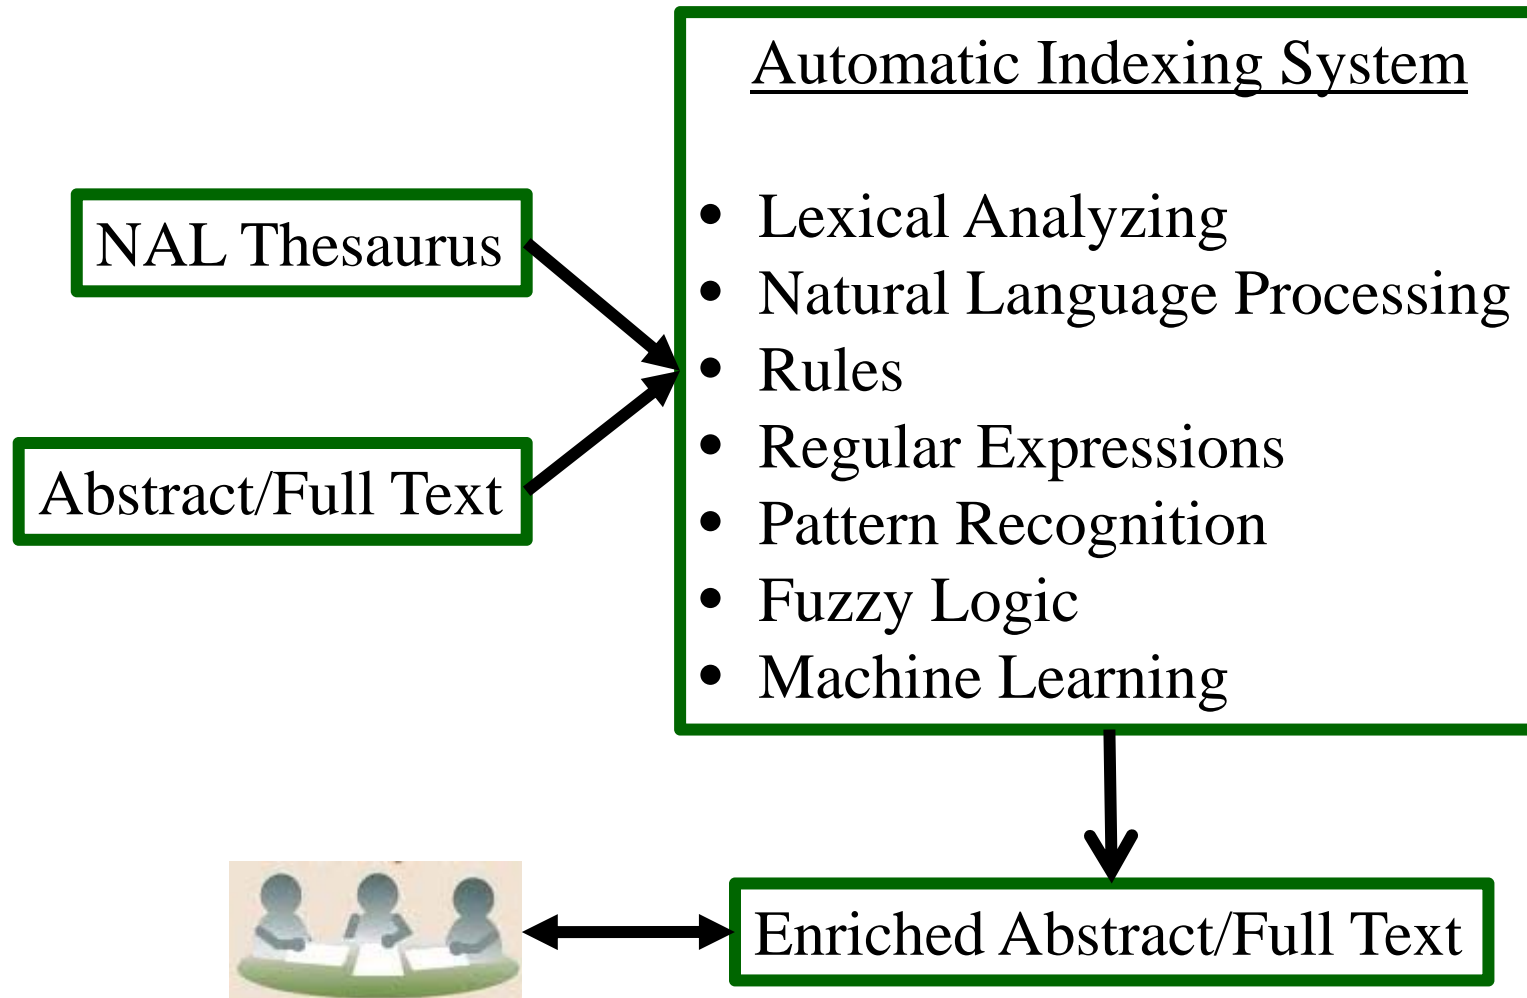 Automatic Indexing System
NAL Thesaurus
Abstract/Full Text
• Lexical Analyzing
• Natural Language Processing
• Rules
• Regular Expressions
• Pattern Recognition
• Fuzzy Logic
• Machine Learning
Enriched Abstract/Full Text